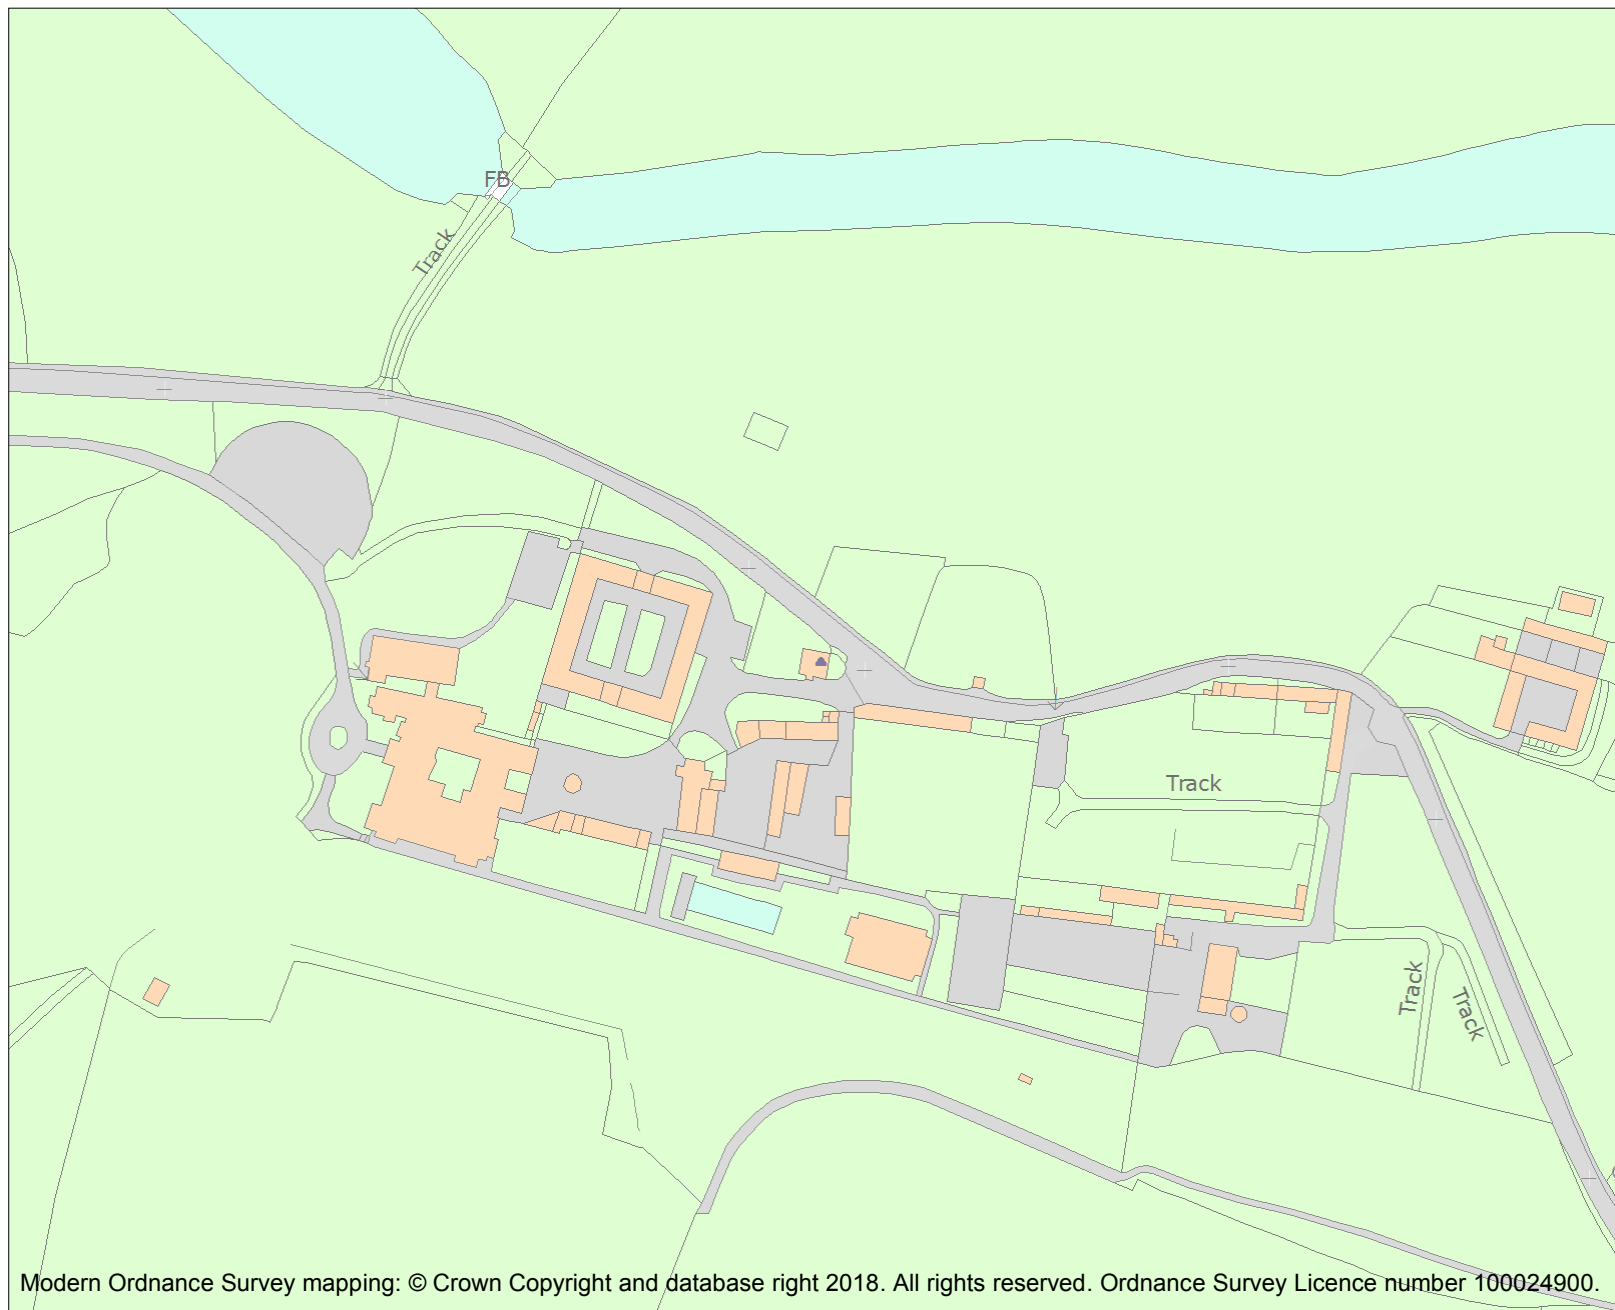 FB
Track
Track
Track
Track
Modern Ordnance Survey mapping: © Crown Copyright and database right 2018. All rights reserved. Ordnance Survey Licence number 100024900.